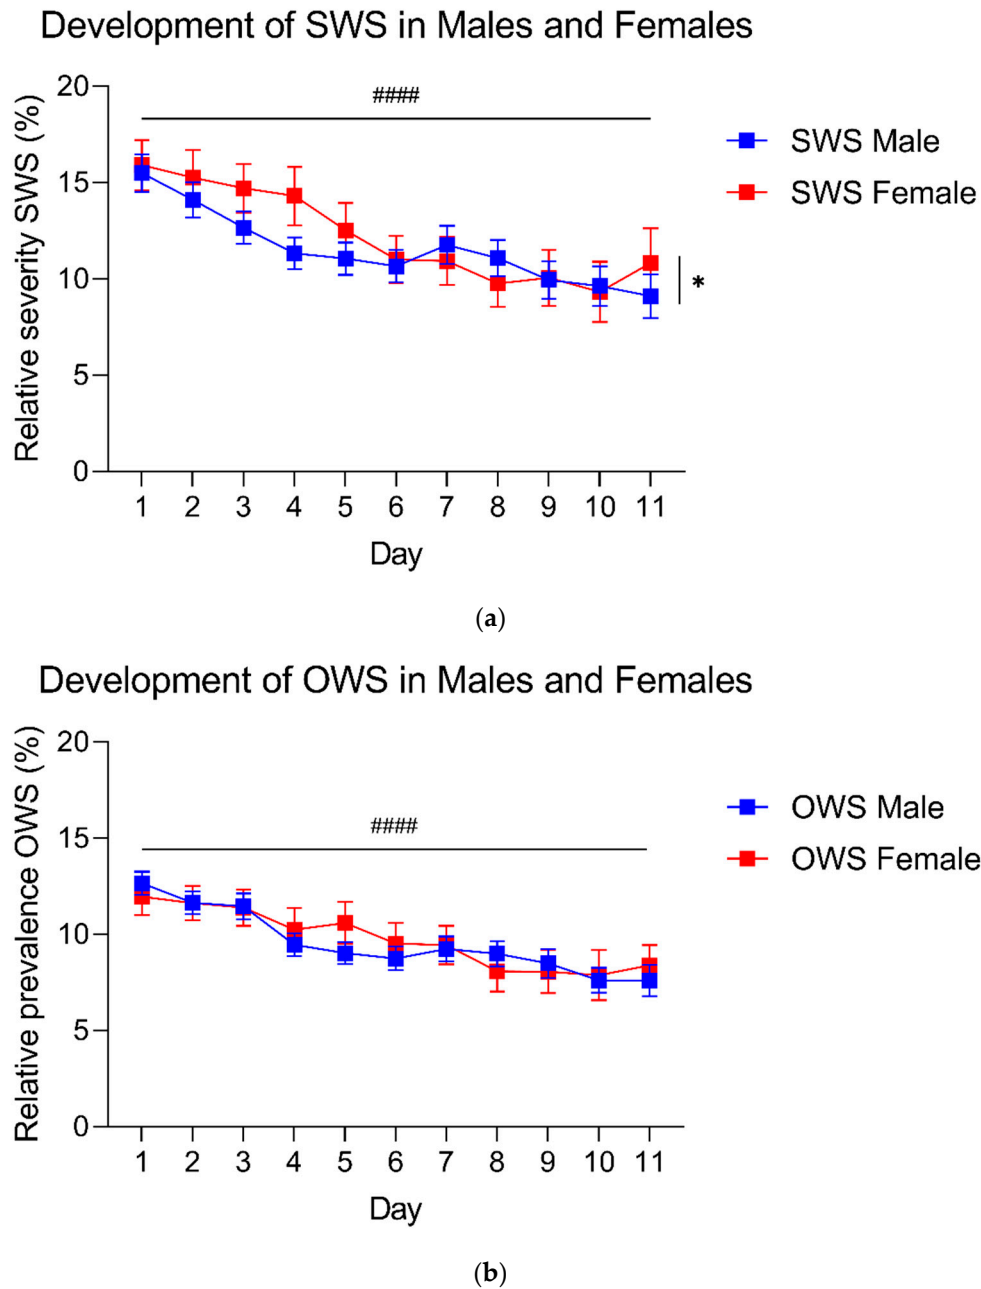 Development of SWS in Males and Females
Relative severity SWS (%)
20
15
10
5
0
####
*
SWS Male
SWS Female
1 2 3 4 5 6 7 8 9 10 11
Day
(a)
Development of OWS in Males and Females
Relative prevalence OWS (%)
20
15
10
5
0
####
OWS Male
OWS Female
1 2 3 4 5 6 7 8 9 10 11
Day
(b)